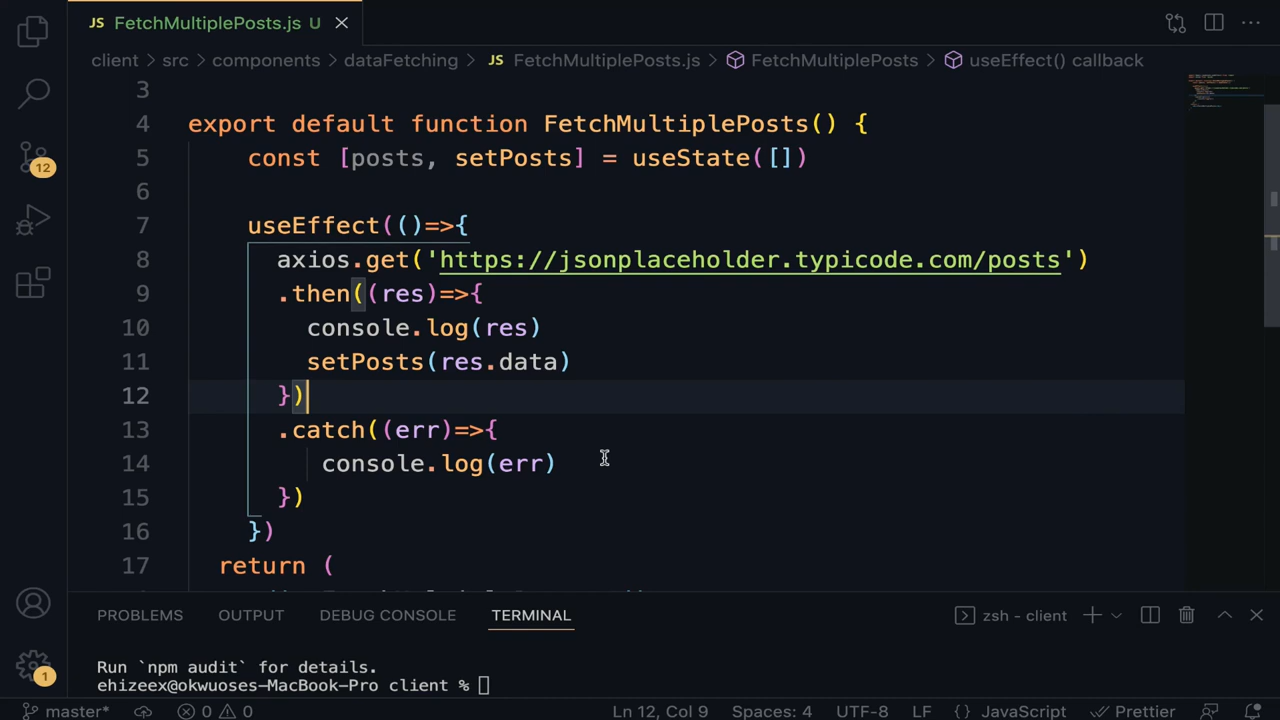 JS FetchMultiplePosts.js U
client > src > components > dataFetching > JS FetchMultiplePosts.js > FetchMultiplePosts > useEffect() callback
3
4 export default function FetchMultiplePosts() {
5 const [posts, setPosts] = useState([])
6
7 useEffect(()=>{
8 axios.get('https://jsonplaceholder.typicode.com/posts')
9 .then((res)=>{
10 console.log(res)
11 setPosts(res.data)
12 })
13 .catch((err)=>{
14 console.log(err)
15 })
16 })
17 return (
12
PROBLEMS OUTPUT DEBUG CONSOLE TERMINAL zsh - client
Run `npm audit` for details.
ehizeex@okwuoses-MacBook-Pro client %
1
master* 0 0 Ln 12, Col 9 Spaces: 4 UTF-8 LF {} JavaScript Prettier